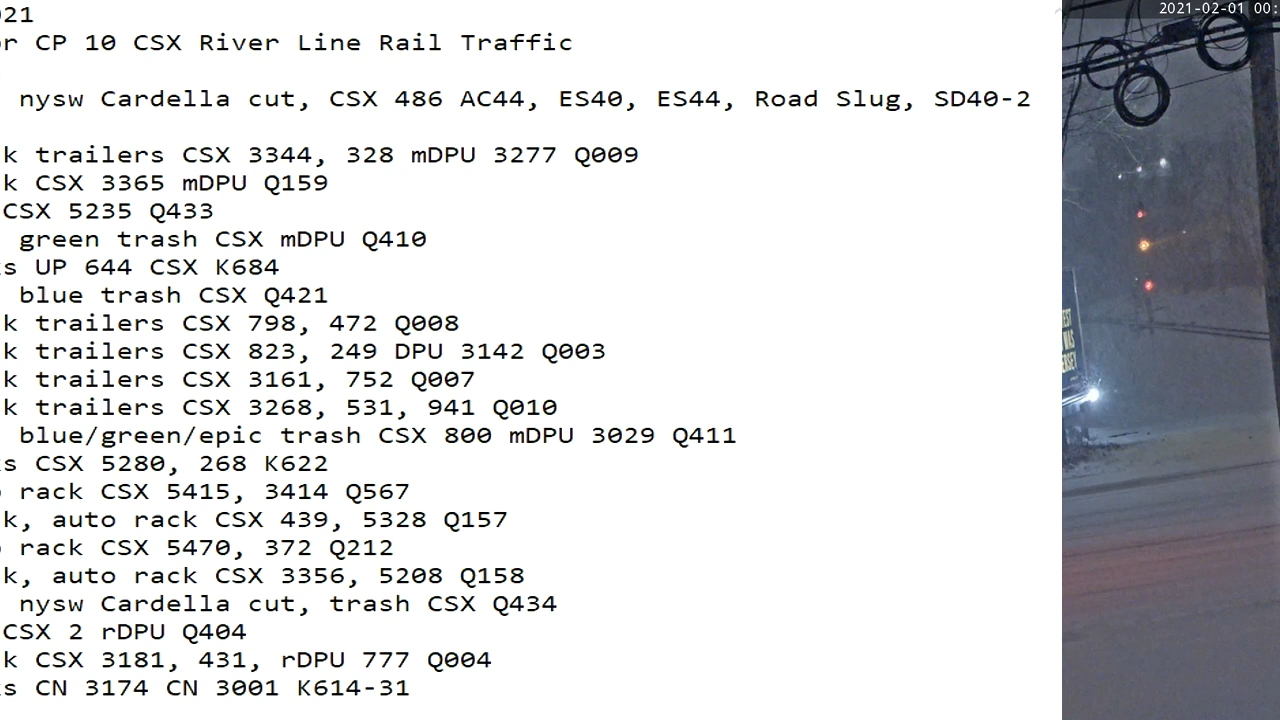 021
or CP 10 CSX River Line Rail Traffic
nysw Cardella cut, CSX 486 AC44, ES40, ES44, Road Slug, SD40-2
k trailers CSX 3344, 328 mDPU 3277 Q009
k CSX 3365 mDPU Q159
CSX 5235 Q433
green trash CSX mDPU Q410
s UP 644 CSX K684
blue trash CSX Q421
k trailers CSX 798, 472 Q008
k trailers CSX 823, 249 DPU 3142 Q003
k trailers CSX 3161, 752 Q007
k trailers CSX 3268, 531, 941 Q010
blue/green/epic trash CSX 800 mDPU 3029 Q411
s CSX 5280, 268 K622
o rack CSX 5415, 3414 Q567
k, auto rack CSX 439, 5328 Q157
o rack CSX 5470, 372 Q212
k, auto rack CSX 3356, 5208 Q158
nysw Cardella cut, trash CSX Q434
CSX 2 rDPU Q404
k CSX 3181, 431, rDPU 777 Q004
s CN 3174 CN 3001 K614-31
2021-02-01 00:
EST
WAS
ERSEY